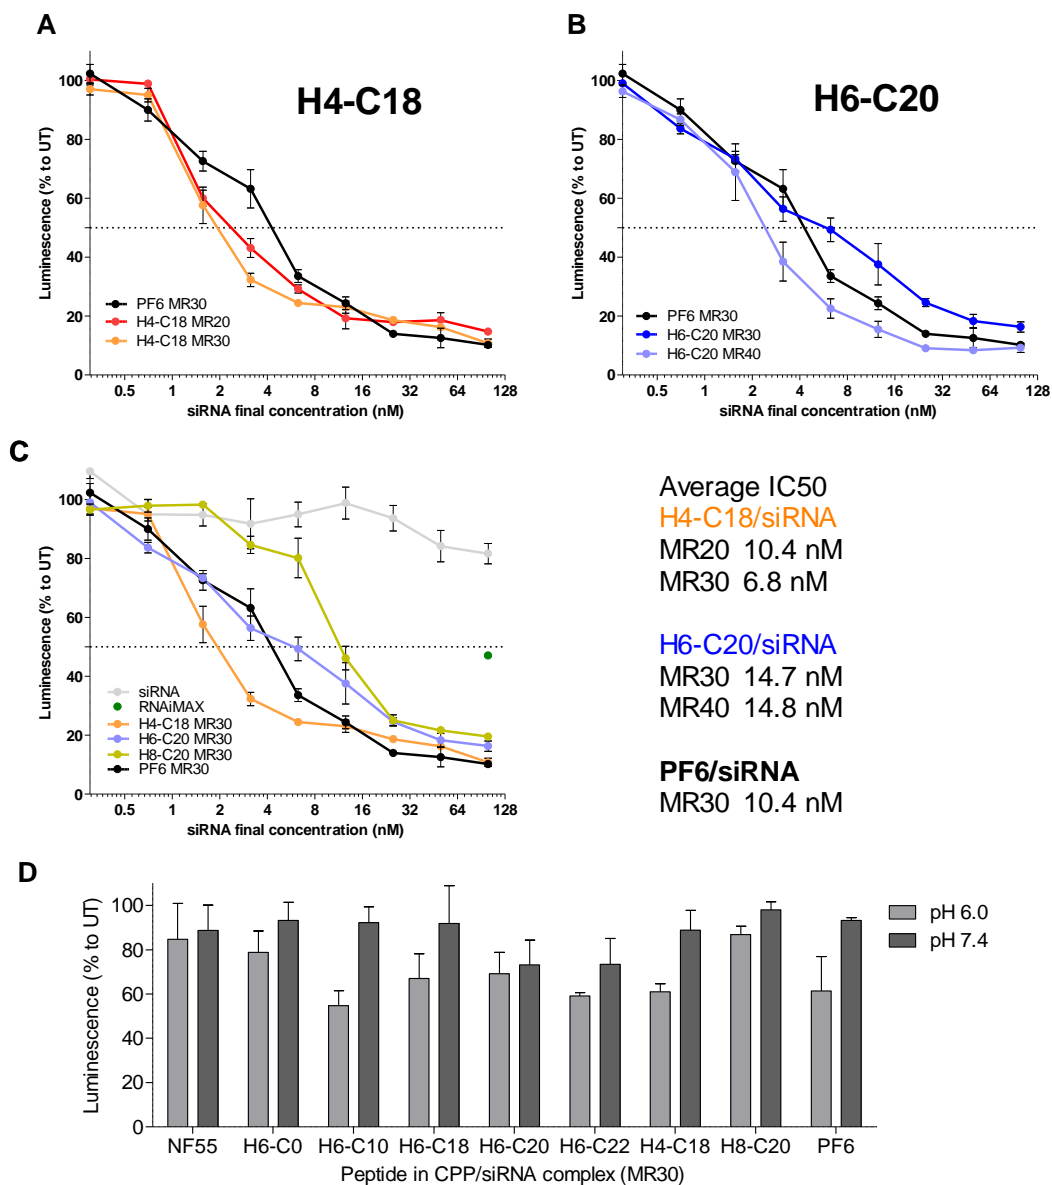 A
H4-C18
Luminescence (% to UT)
100
80
60
40
20
0
PF6 MR30
H4-C18 MR20
H4-C18 MR30
0.5 1 2 4 8 16 32 64 128
siRNA final concentration (nM)
B
H6-C20
Luminescence (% to UT)
100
80
60
40
20
0
PF6 MR30
H6-C20 MR30
H6-C20 MR40
0.5 1 2 4 8 16 32 64 128
siRNA final concentration (nM)
C
Luminescence (% to UT)
100
80
60
40
20
0
siRNA
RNAiMAX
H4-C18 MR30
H6-C20 MR30
H8-C20 MR30
PF6 MR30
0.5 1 2 4 8 16 32 64 128
siRNA final concentration (nM)
Average IC50
H4-C18/siRNA
MR20 10.4 nM
MR30 6.8 nM
H6-C20/siRNA
MR30 14.7 nM
MR40 14.8 nM
PF6/siRNA
MR30 10.4 nM
D
Luminescence (% to UT)
100
80
60
40
20
0
pH 6.0
pH 7.4
NF55 H6-C0 H6-C10 H6-C18 H6-C20 H6-C22 H4-C18 H8-C20 PF6
Peptide in CPP/siRNA complex (MR30)